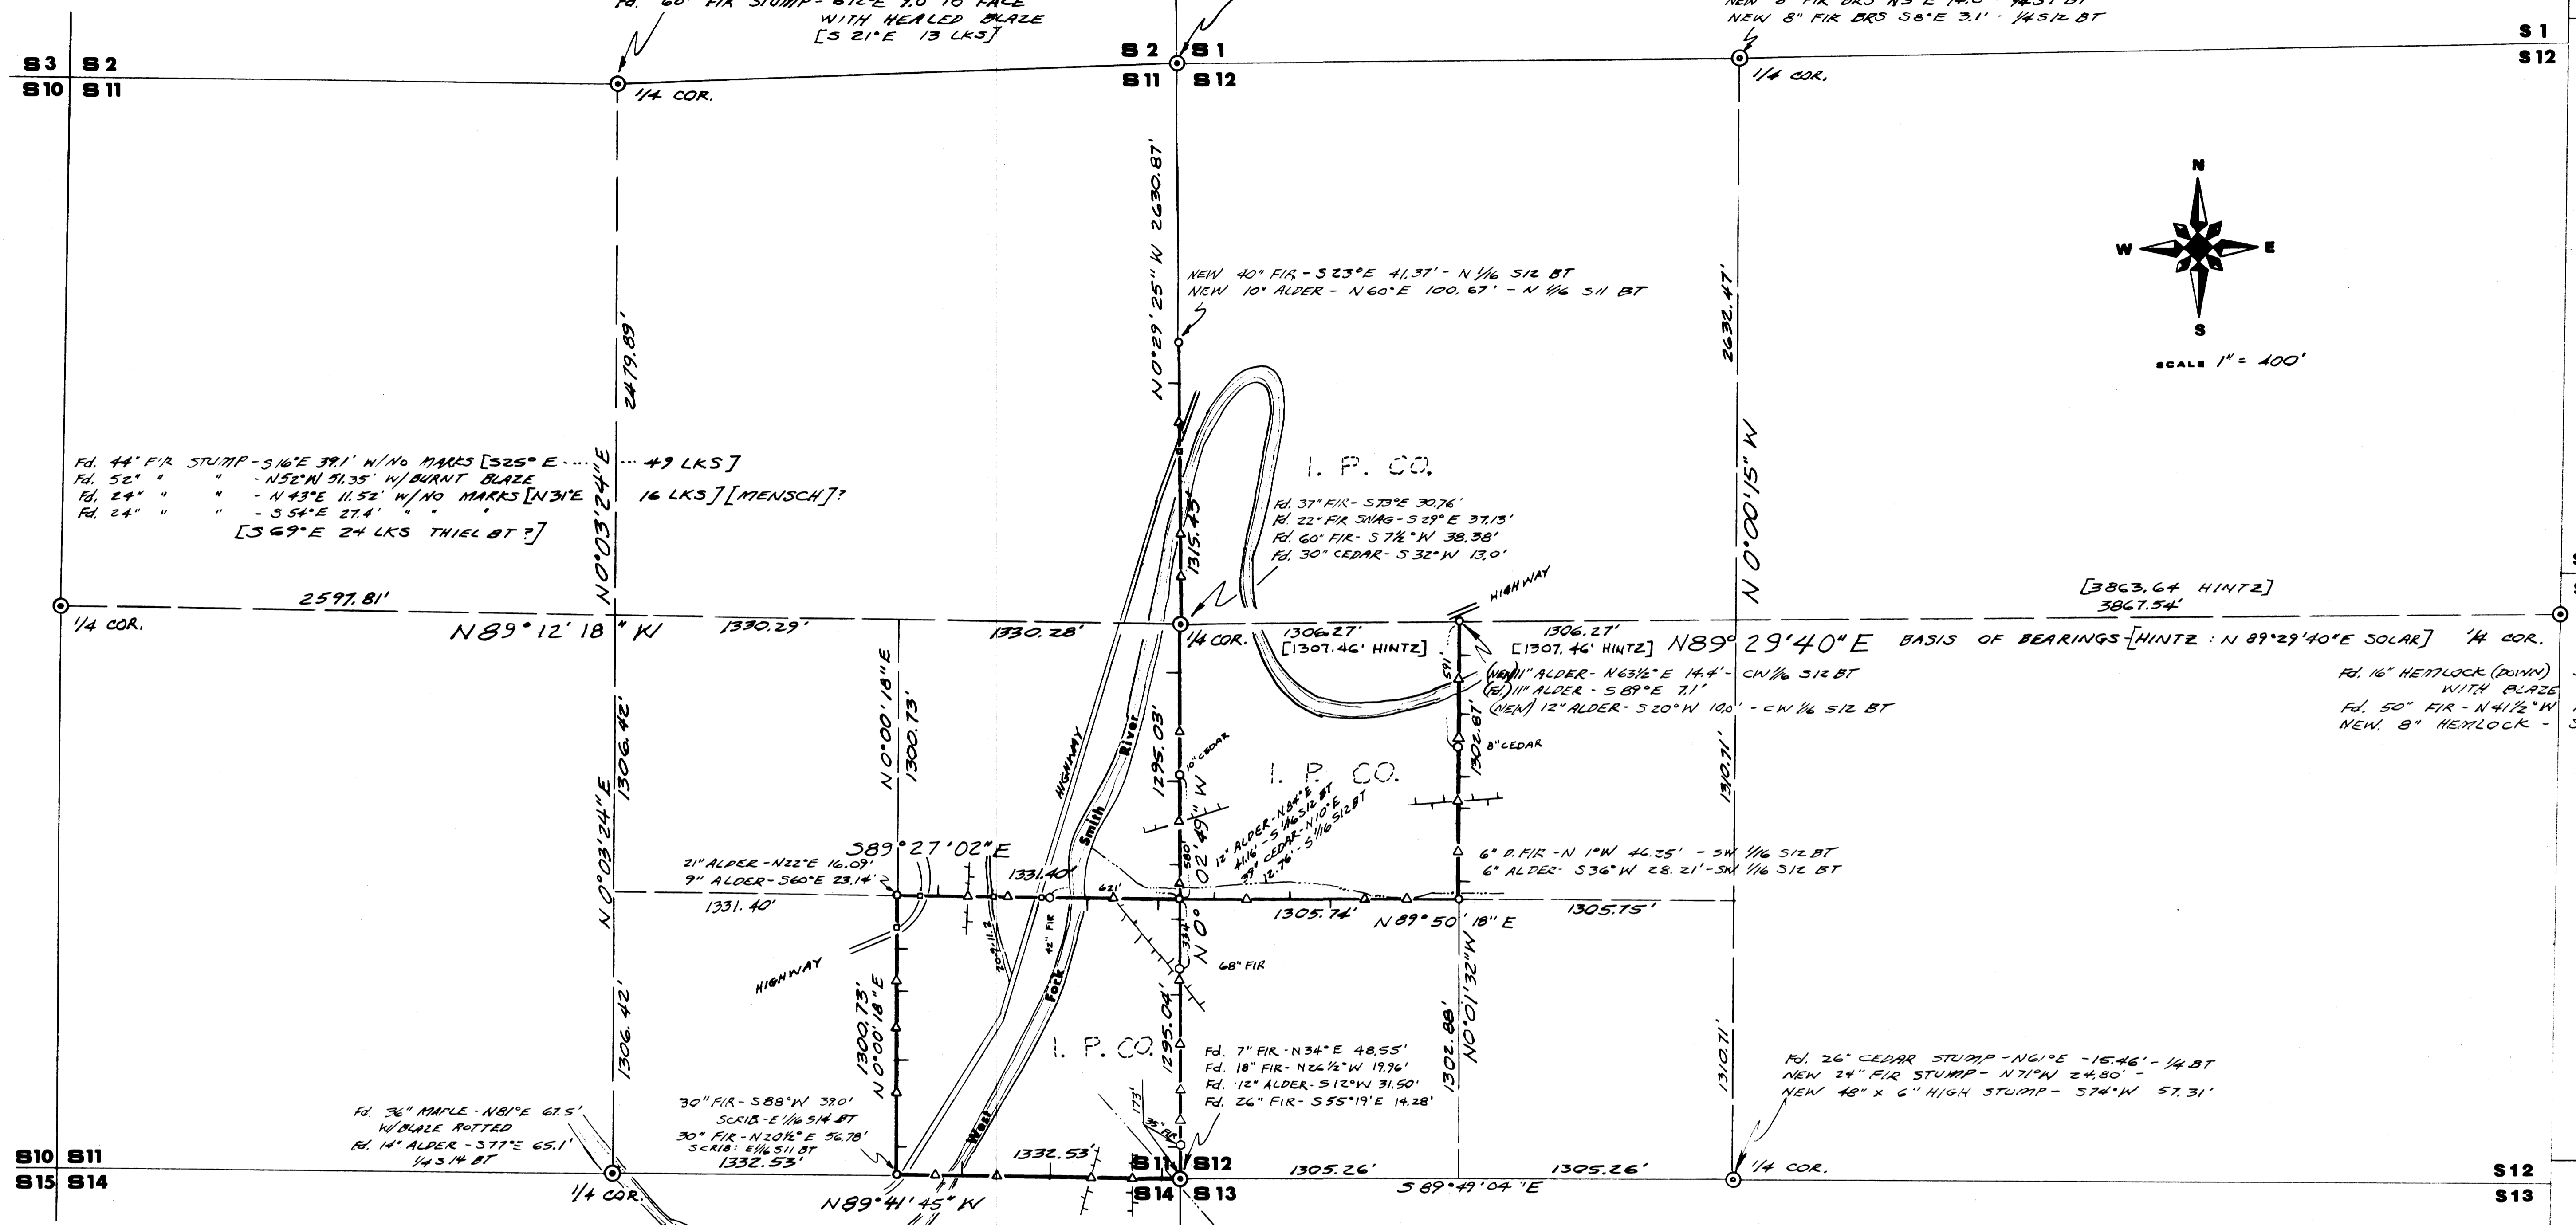 WITH HEALED BLAZE
[S 21°E 13 LKS]
NEW 8" FIR BRS S8°E 3.1' - 1/4 S12 BT
S3 S2
S10 S11
1/4 COR.
S2 S1
S11 S12
1/4 COR.
S1
S12
N
W E
S
SCALE 1" = 400'
N0°29'25"W 2630.87'
2479.89'
2632.47'
NEW 40" FIR - S23°E 41.37' - N 1/16 S12 BT
NEW 10" ALDER - N60°E 100.67' - N 1/16 S11 BT
Fd. 44" FIR STUMP - S16°E 39.1' W/NO MARKS [S25°E ........ 49 LKS]
Fd. 52" " " - N52°W 51.35' W/BURNT BLAZE
Fd. 24" " " - N43°E 11.52' W/NO MARKS [N31°E 16 LKS] [MENSCH]?
Fd. 24" " " - S54°E 27.4' " " "
[S69°E 24 LKS THIEL BT?]
N0°03'24"E
1315.43'
I. P. CO.
Fd. 37" FIR - S73°E 30.76'
Fd. 22" FIR SNAG - S29°E 37.13'
Fd. 60" FIR - S7½°W 38.38'
Fd. 30" CEDAR - S32°W 13.0'
HIGHWAY
N0°00'15"W
2597.81'
1/4 COR.
N89°12'18"W
1330.29'
1330.28'
1/4 COR.
1306.27'
[1307.46' HINTZ]
1306.27'
[1307.46' HINTZ]
N89°29'40"E BASIS OF BEARINGS - [HINTZ : N89°29'40"E SOLAR]
[3863.64 HINTZ]
3867.54'
1/4 COR.
(NEW) 11" ALDER - N63½°E 14.4' - CW 1/16 S12 BT
(Fd.) 11" ALDER - S89°E 7.1'
(NEW) 12" ALDER - S20°W 10.0' - CW 1/16 S12 BT
Fd. 16" HEMLOCK (DOWN)
WITH BLAZE
Fd. 50" FIR - N41½°W
NEW. 8" HEMLOCK -
N0°00'18"E
1300.73'
1306.42'
N0°03'24"E
HIGHWAY
River
Smith
1295.03'
10" CEDAR
N0°02'49"W
580'
591'
1302.87'
8" CEDAR
I. P. CO.
12" ALDER - N84°E
41.16' - S 1/16 S12 BT
39" CEDAR - N10°E
12.76' - S 1/16 S12 BT
1310.71'
6" D.FIR - N1°W 46.25' - SW 1/16 S12 BT
6" ALDER - S36°W 28.21' - SW 1/16 S12 BT
S89°27'02"E
21" ALDER - N22°E 16.09'
9" ALDER - S60°E 23.14'
1331.40'
1331.40'
621'
42" FIR
20-9-11.2
334'
1305.74'
N89°50'18"E
1305.75'
68" FIR
HIGHWAY
Fork
West
1306.42'
1300.73'
N0°00'18"E
I. P. CO.
1295.04'
1302.88'
N0°01'32"W
1310.71'
Fd. 7" FIR - N34°E 48.55'
Fd. 18" FIR - N26½°W 19.96'
Fd. 12" ALDER - S12°W 31.50'
Fd. 26" FIR - S55°19'E 14.28'
Fd. 26" CEDAR STUMP - N61°E - 15.46' - 1/4 BT
NEW 24" FIR STUMP - N71°W 24.80' -
NEW 48" X 6" HIGH STUMP - S74°W 57.31'
Fd. 36" MAPLE - N81°E 67.5'
W/BLAZE ROTTED
Fd. 14" ALDER - S77°E 65.1'
1/4 S14 BT
30" FIR - S88°W 39.0'
SCRIB - E 1/16 S14 BT
30" FIR - N20½°E 56.78'
SCRIB: E 1/16 S11 BT
173'
35" FIR
S10 S11
S15 S14
1/4 COR.
1332.53'
N89°41'45"W
1332.53'
S11 S12
S14 S13
1305.26'
S89°49'04"E
1305.26'
1/4 COR.
S12
S13